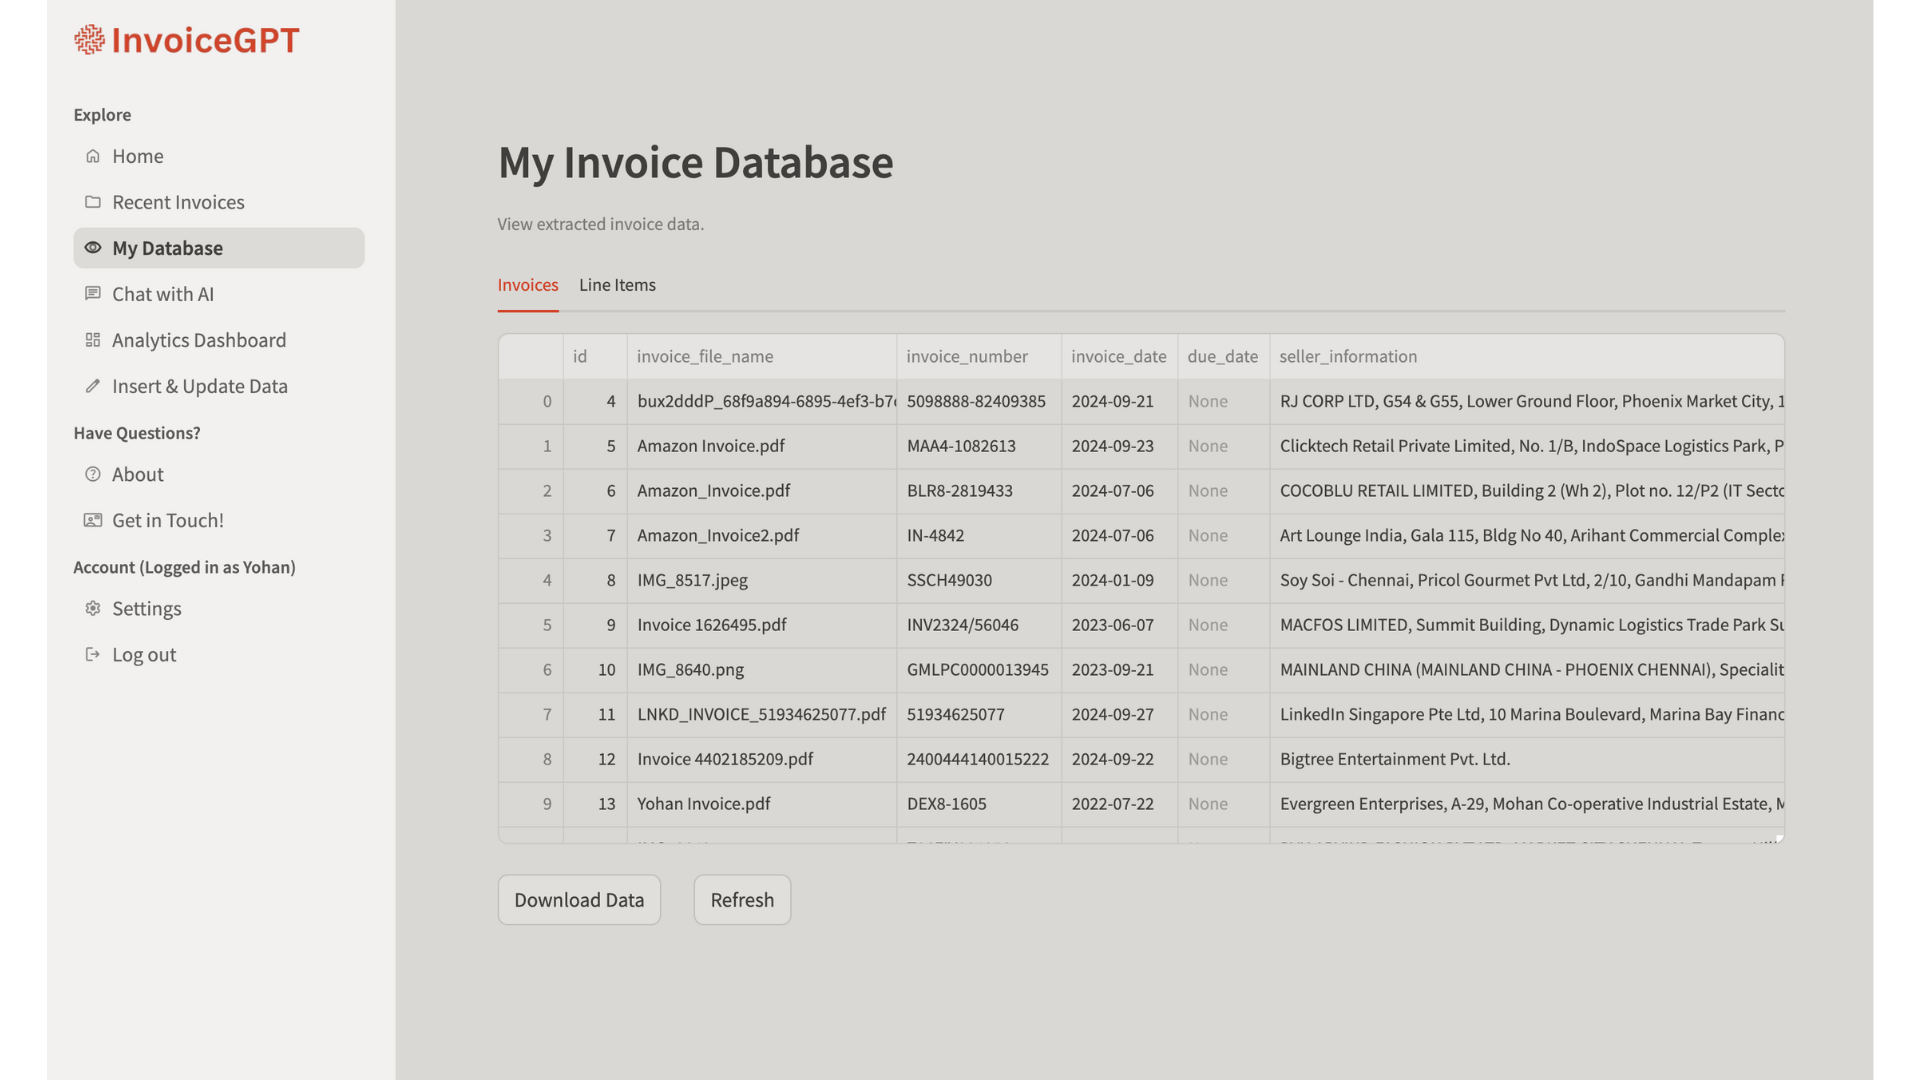 InvoiceGPT
Explore
Home
Recent Invoices
My Database
Chat with AI
Analytics Dashboard
Insert & Update Data
Have Questions?
About
Get in Touch!
Account (Logged in as Yohan)
Settings
Log out
My Invoice Database
View extracted invoice data.
Invoices Line Items
id invoice_file_name invoice_number invoice_date due_date seller_information
0 4 bux2dddP_68f9a894-6895-4ef3-b7 5098888-82409385 2024-09-21 None RJ CORP LTD, G54 & G55, Lower Ground Floor, Phoenix Market City, 1
1 5 Amazon Invoice.pdf MAA4-1082613 2024-09-23 None Clicktech Retail Private Limited, No. 1/B, IndoSpace Logistics Park, P
2 6 Amazon_Invoice.pdf BLR8-2819433 2024-07-06 None COCOBLU RETAIL LIMITED, Building 2 (Wh 2), Plot no. 12/P2 (IT Secto
3 7 Amazon_Invoice2.pdf IN-4842 2024-07-06 None Art Lounge India, Gala 115, Bldg No 40, Arihant Commercial Complex
4 8 IMG_8517.jpeg SSCH49030 2024-01-09 None Soy Soi - Chennai, Pricol Gourmet Pvt Ltd, 2/10, Gandhi Mandapam
5 9 Invoice 1626495.pdf INV2324/56046 2023-06-07 None MACFOS LIMITED, Summit Building, Dynamic Logistics Trade Park Su
6 10 IMG_8640.png GMLPC0000013945 2023-09-21 None MAINLAND CHINA (MAINLAND CHINA - PHOENIX CHENNAI), Specialit
7 11 LNKD_INVOICE_51934625077.pdf 51934625077 2024-09-27 None LinkedIn Singapore Pte Ltd, 10 Marina Boulevard, Marina Bay Financ
8 12 Invoice 4402185209.pdf 2400444140015222 2024-09-22 None Bigtree Entertainment Pvt. Ltd.
9 13 Yohan Invoice.pdf DEX8-1605 2022-07-22 None Evergreen Enterprises, A-29, Mohan Co-operative Industrial Estate, M
Download Data Refresh